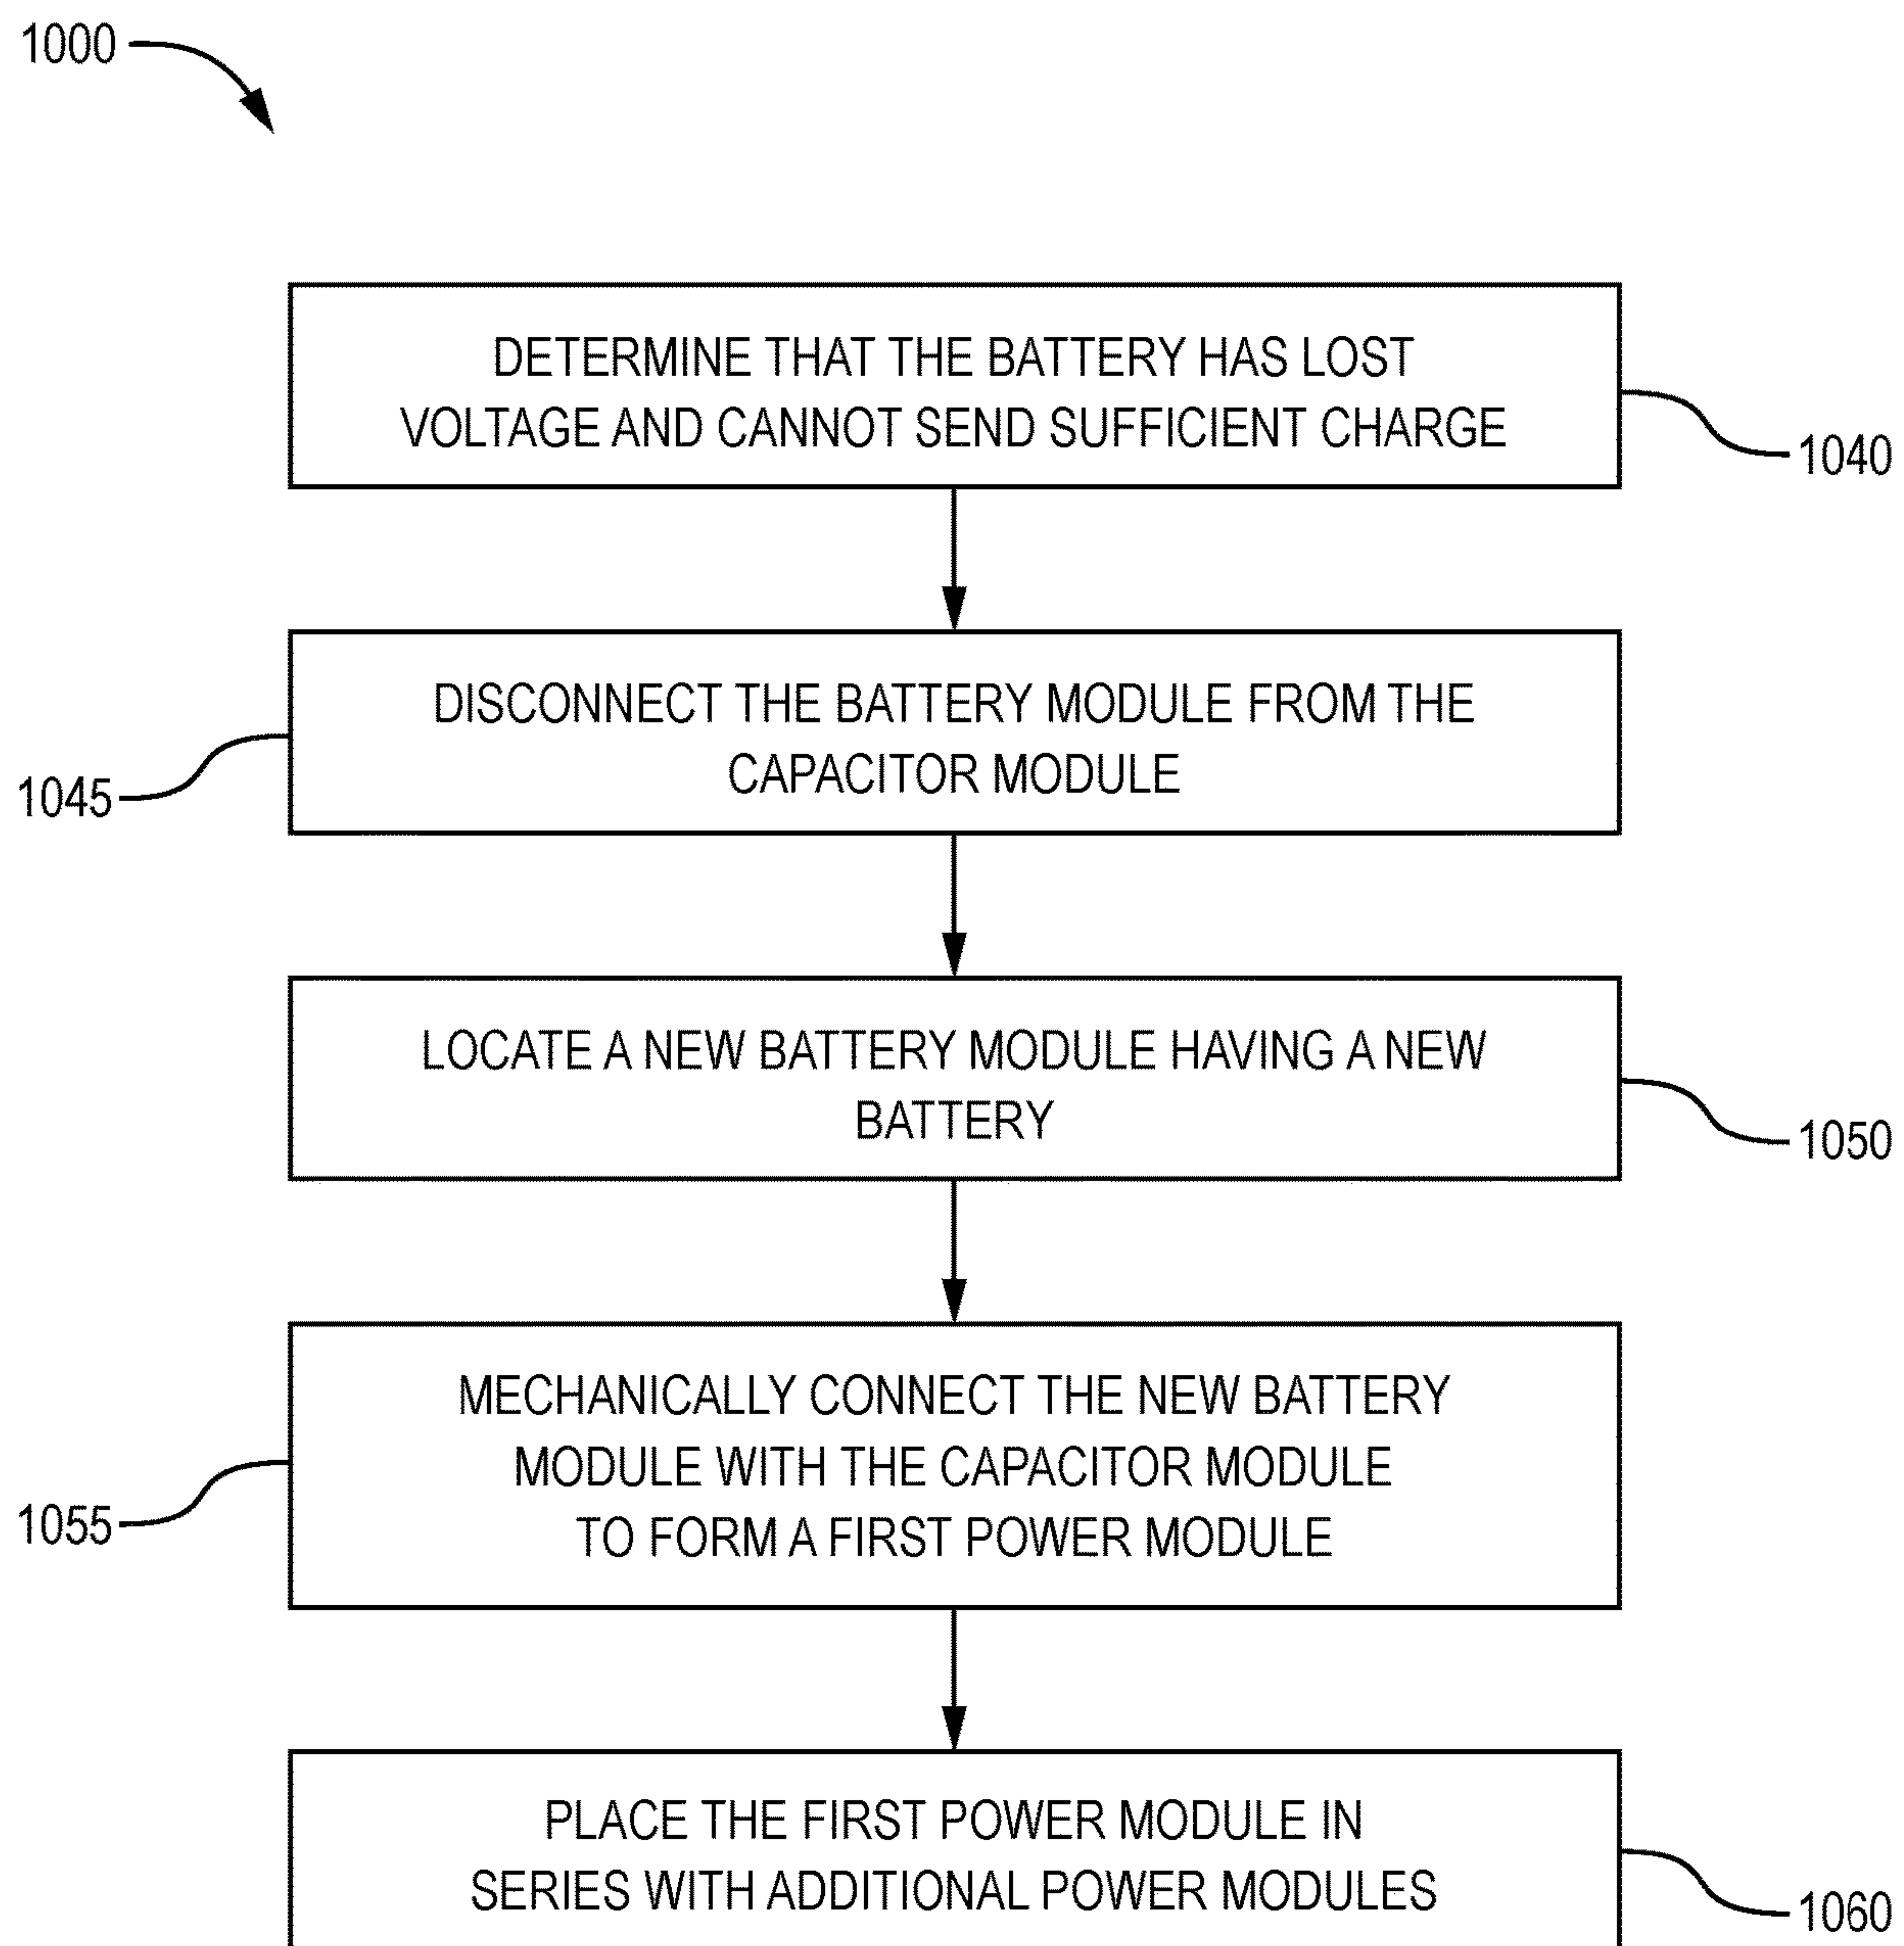 1000
DETERMINE THAT THE BATTERY HAS LOST
VOLTAGE AND CANNOT SEND SUFFICIENT CHARGE
1040
DISCONNECT THE BATTERY MODULE FROM THE
CAPACITOR MODULE
1045
LOCATE A NEW BATTERY MODULE HAVING A NEW
BATTERY
1050
MECHANICALLY CONNECT THE NEW BATTERY
MODULE WITH THE CAPACITOR MODULE
TO FORM A FIRST POWER MODULE
1055
PLACE THE FIRST POWER MODULE IN
SERIES WITH ADDITIONAL POWER MODULES
1060